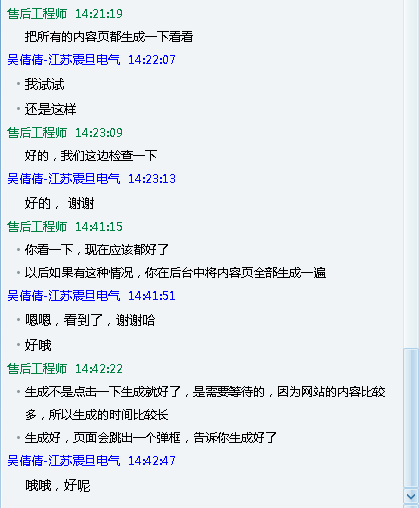 售后工程师 14:21:19
把所有的内容页都生成一下看看
吴倩倩-江苏震旦电气 14:22:07
我试试
还是这样
售后工程师 14:23:09
好的，我们这边检查一下
吴倩倩-江苏震旦电气 14:23:13
好的， 谢谢
售后工程师 14:41:15
你看一下，现在应该都好了
以后如果有这种情况，你在后台中将内容页全部生成一遍
吴倩倩-江苏震旦电气 14:41:51
嗯嗯，看到了，谢谢哈
好哦
售后工程师 14:42:22
生成不是点击一下生成就好了，是需要等待的，因为网站的内容比较
多，所以生成的时间比较长
生成好，页面会跳出一个弹框，告诉你生成好了
吴倩倩-江苏震旦电气 14:42:47
哦哦，好呢